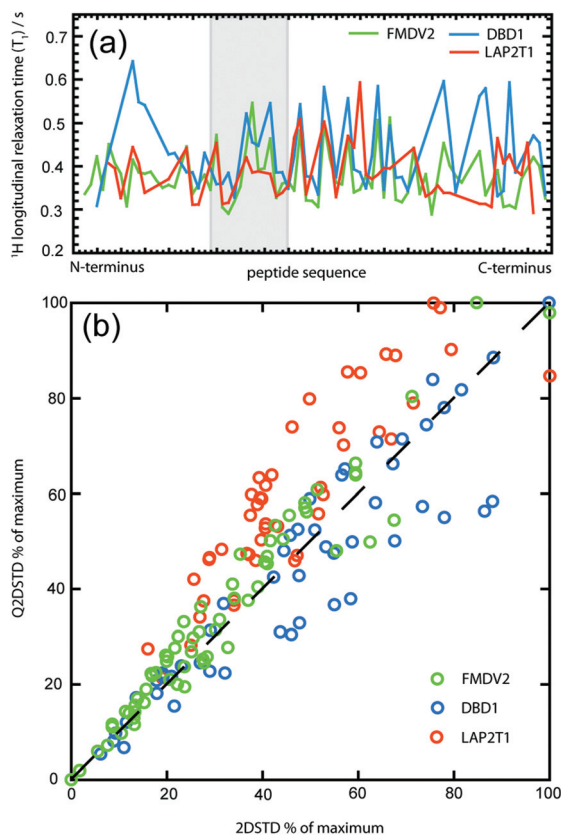 (a)
FMDV2
DBD1
LAP2T1
¹H longitudinal relaxation time (T₁) / s
0.7
0.6
0.5
0.4
0.3
0.2
N-terminus
peptide sequence
C-terminus
(b)
Q2DSTD % of maximum
100
80
60
40
20
0
FMDV2
DBD1
LAP2T1
0
20
40
60
80
100
2DSTD % of maximum